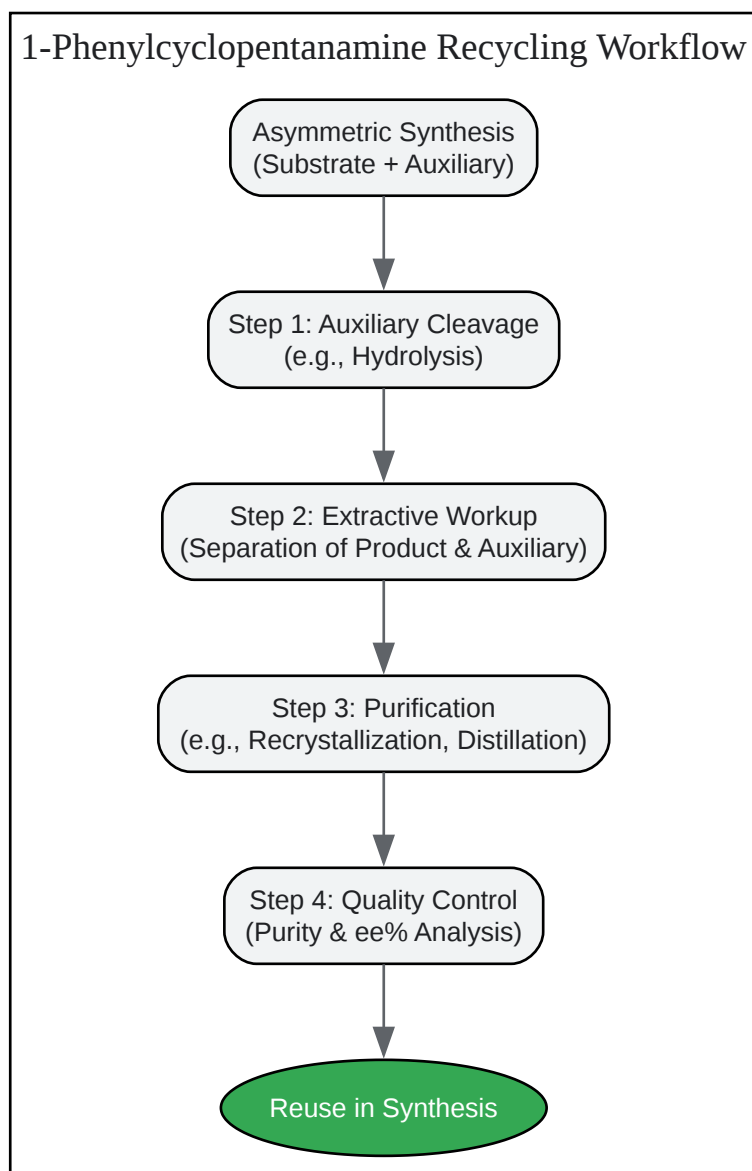 1-Phenylcyclopentanamine Recycling Workflow
Asymmetric Synthesis
(Substrate + Auxiliary)
Step 1: Auxiliary Cleavage
(e.g., Hydrolysis)
Step 2: Extractive Workup
(Separation of Product & Auxiliary)
Step 3: Purification
(e.g., Recrystallization, Distillation)
Step 4: Quality Control
(Purity & ee% Analysis)
Reuse in Synthesis